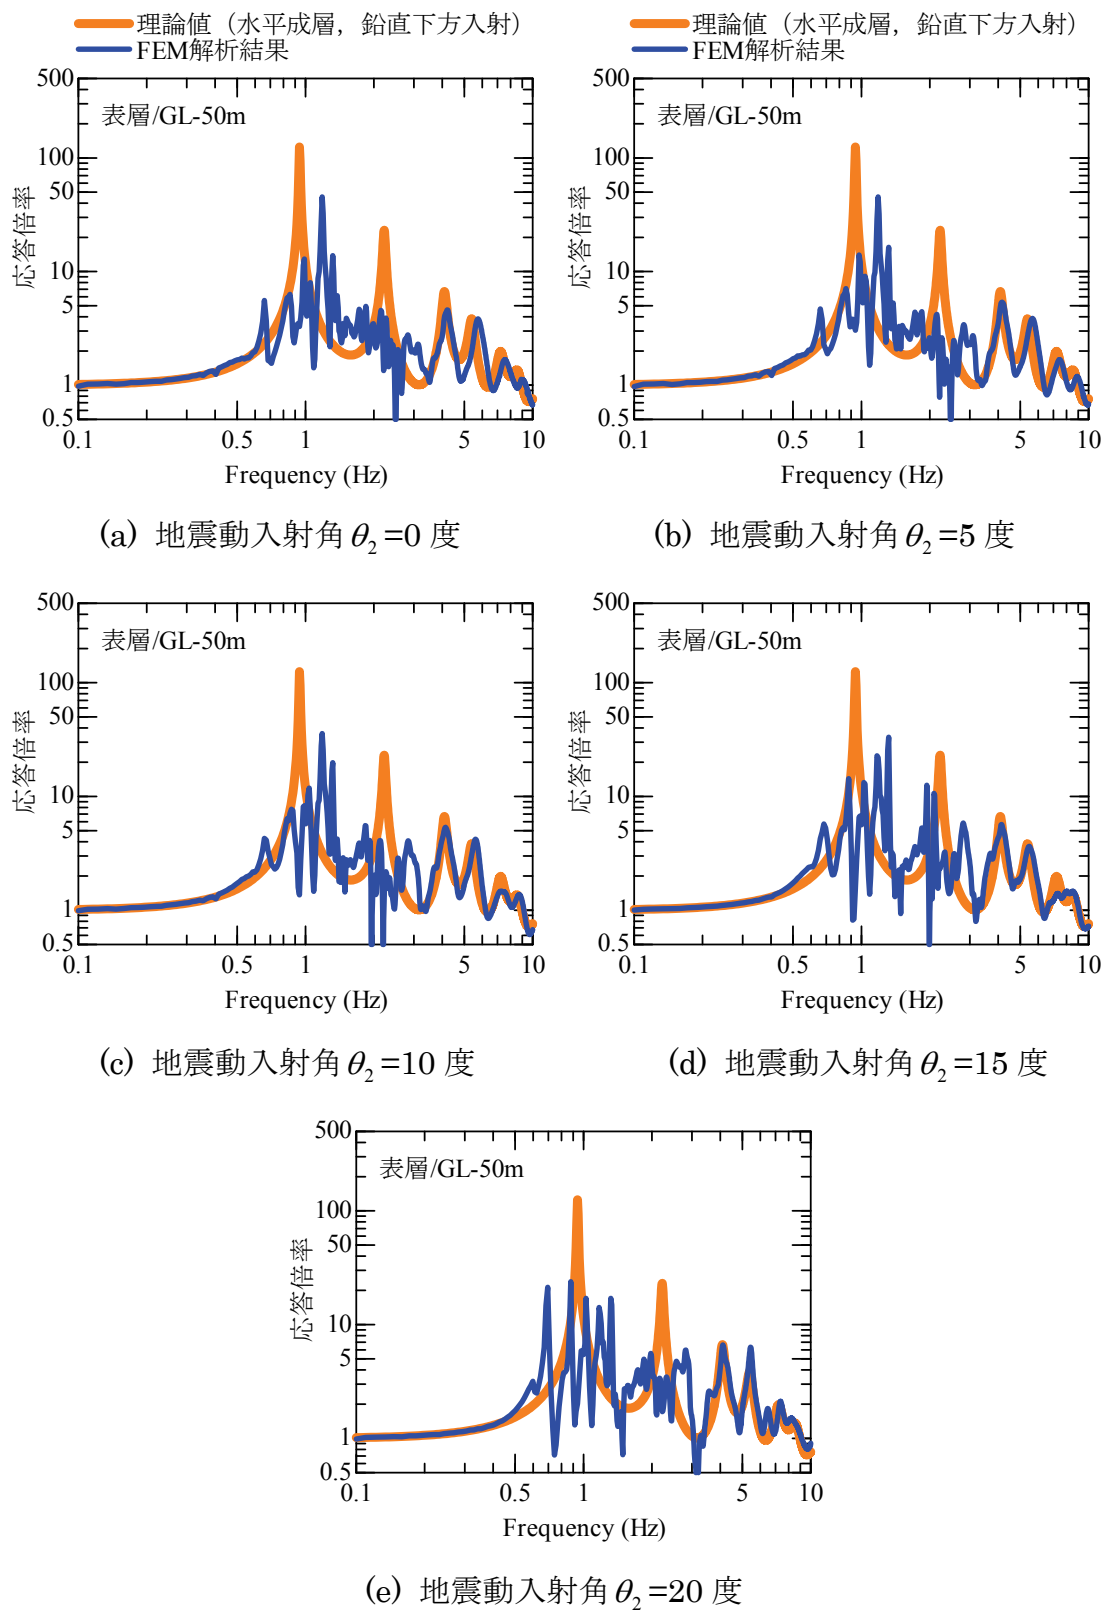 理論値（水平成層，鉛直下方入射）
FEM解析結果
理論値（水平成層，鉛直下方入射）
FEM解析結果
500
100
50
10
5
1
0.5
応答倍率
表層/GL-50m
0.1
0.5
1
5
10
Frequency (Hz)
(a) 地震動入射角θ₂=0 度
500
100
50
10
5
1
0.5
応答倍率
表層/GL-50m
0.1
0.5
1
5
10
Frequency (Hz)
(b) 地震動入射角θ₂=5 度
500
100
50
10
5
1
0.5
応答倍率
表層/GL-50m
0.1
0.5
1
5
10
Frequency (Hz)
(c) 地震動入射角θ₂=10 度
500
100
50
10
5
1
0.5
応答倍率
表層/GL-50m
0.1
0.5
1
5
10
Frequency (Hz)
(d) 地震動入射角θ₂=15 度
500
100
50
10
5
1
0.5
応答倍率
表層/GL-50m
0.1
0.5
1
5
10
Frequency (Hz)
(e) 地震動入射角θ₂=20 度